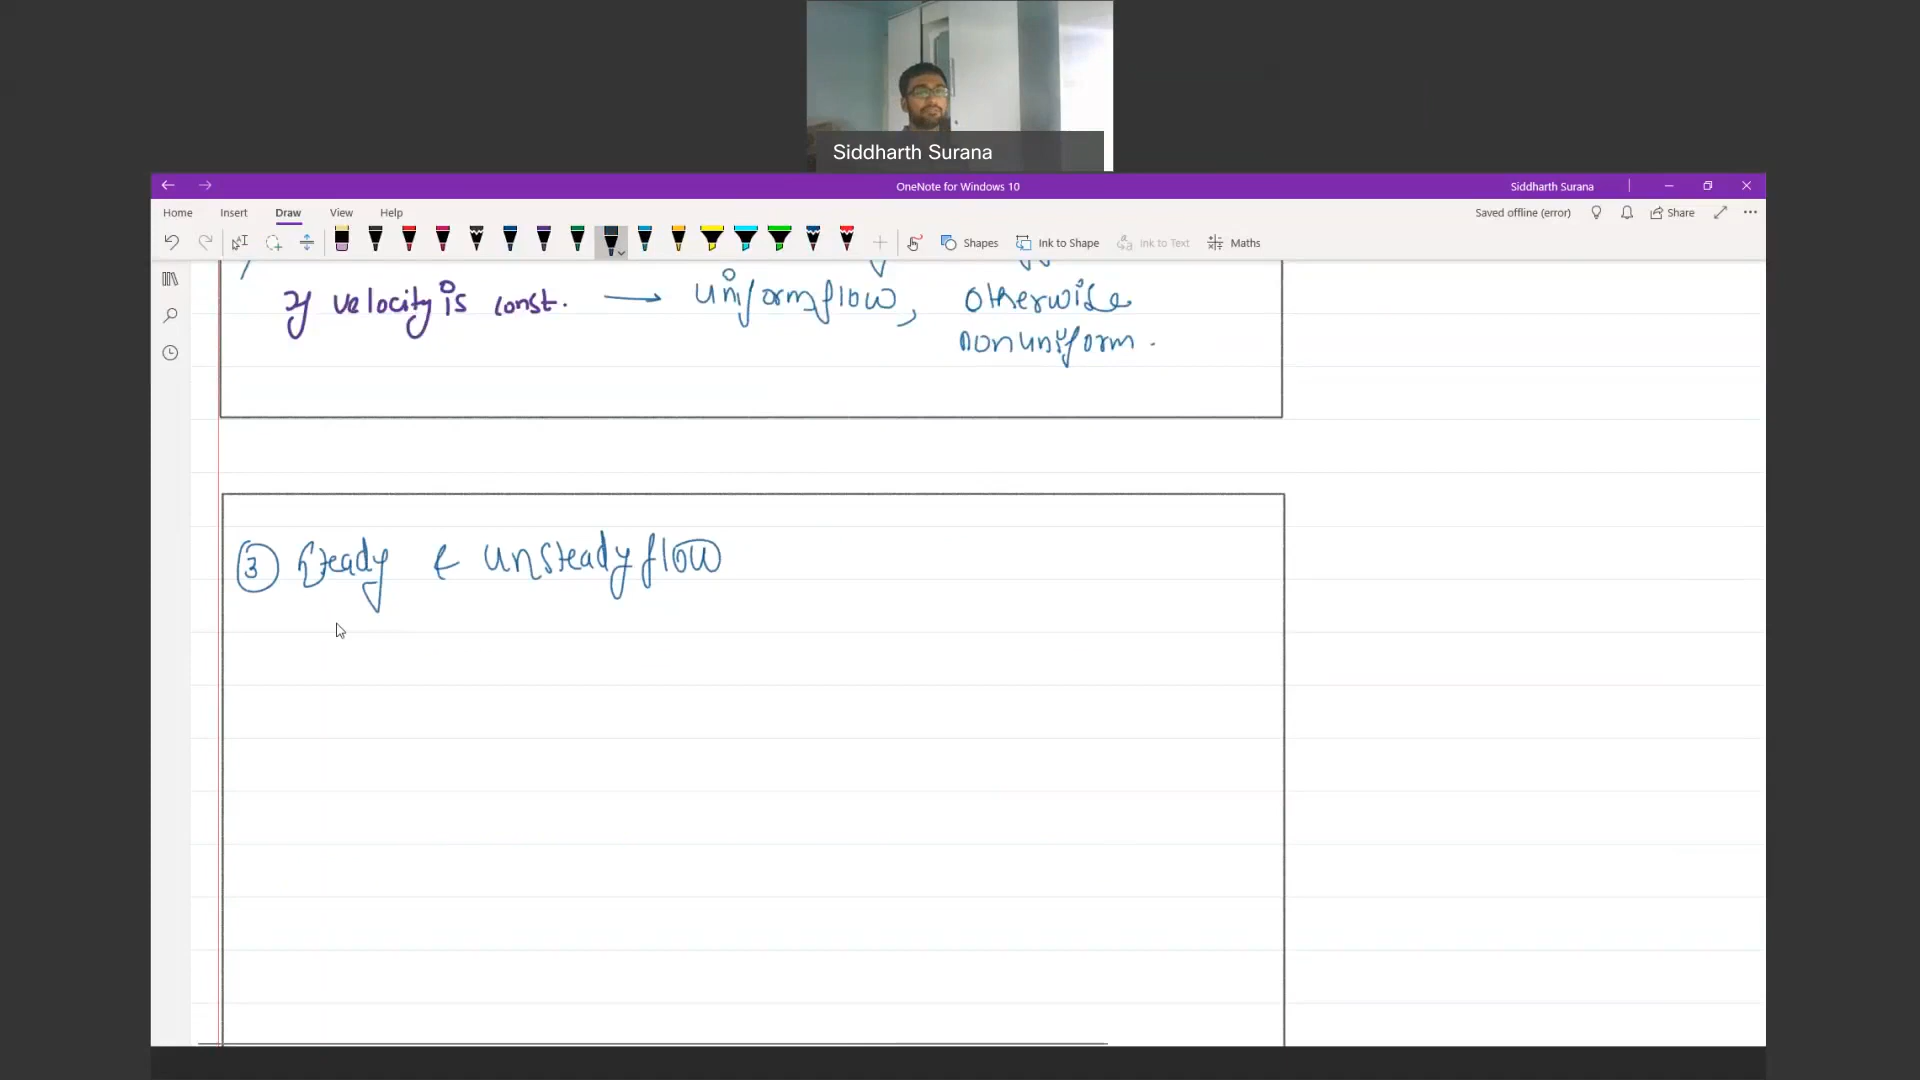 Siddharth Surana
OneNote for Windows 10
Siddharth Surana
Home Insert Draw View Help
Saved offline (error)
Share
Shapes
Ink to Shape
Ink to Text
Maths
If velocity is const. → uniform flow, otherwise
nonuniform.
③ Steady & unsteady flow